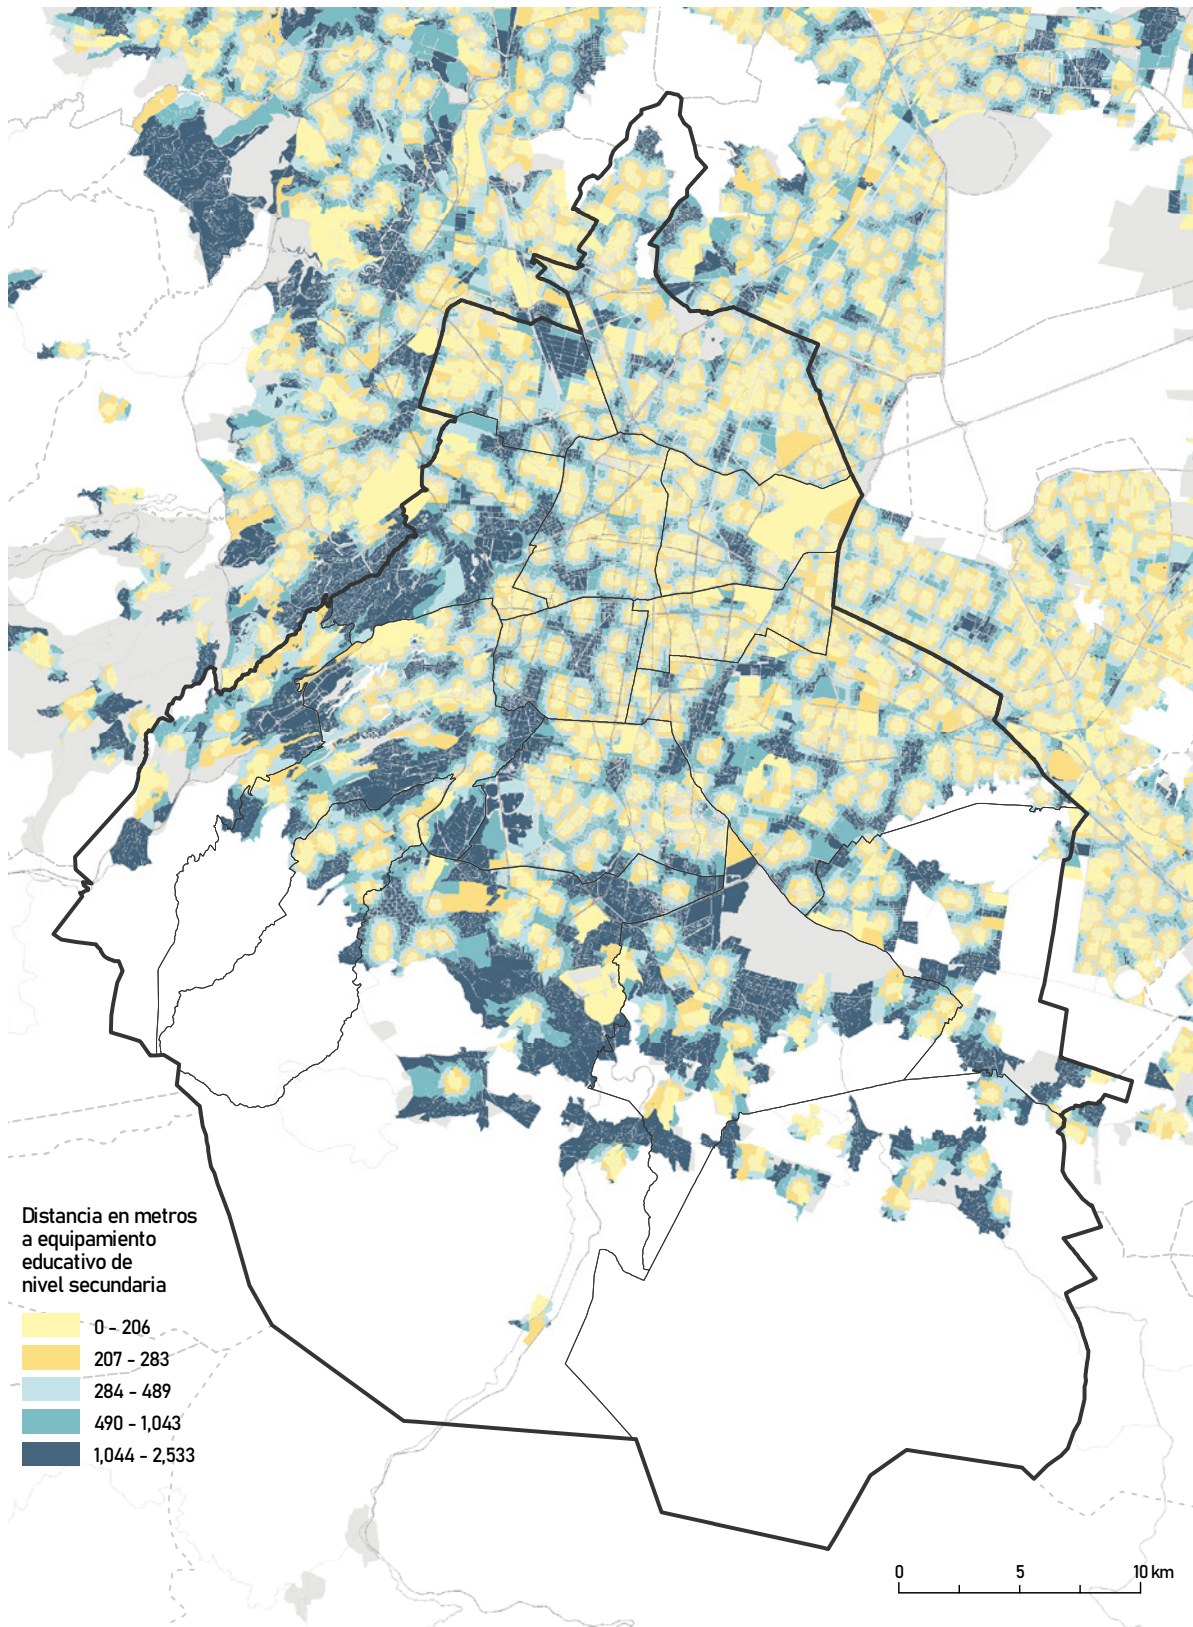 Distancia en metros
a equipamiento
educativo de
nivel secundaria
0 - 206
207 - 283
284 - 489
490 - 1,043
1,044 - 2,533
0 5 10 km